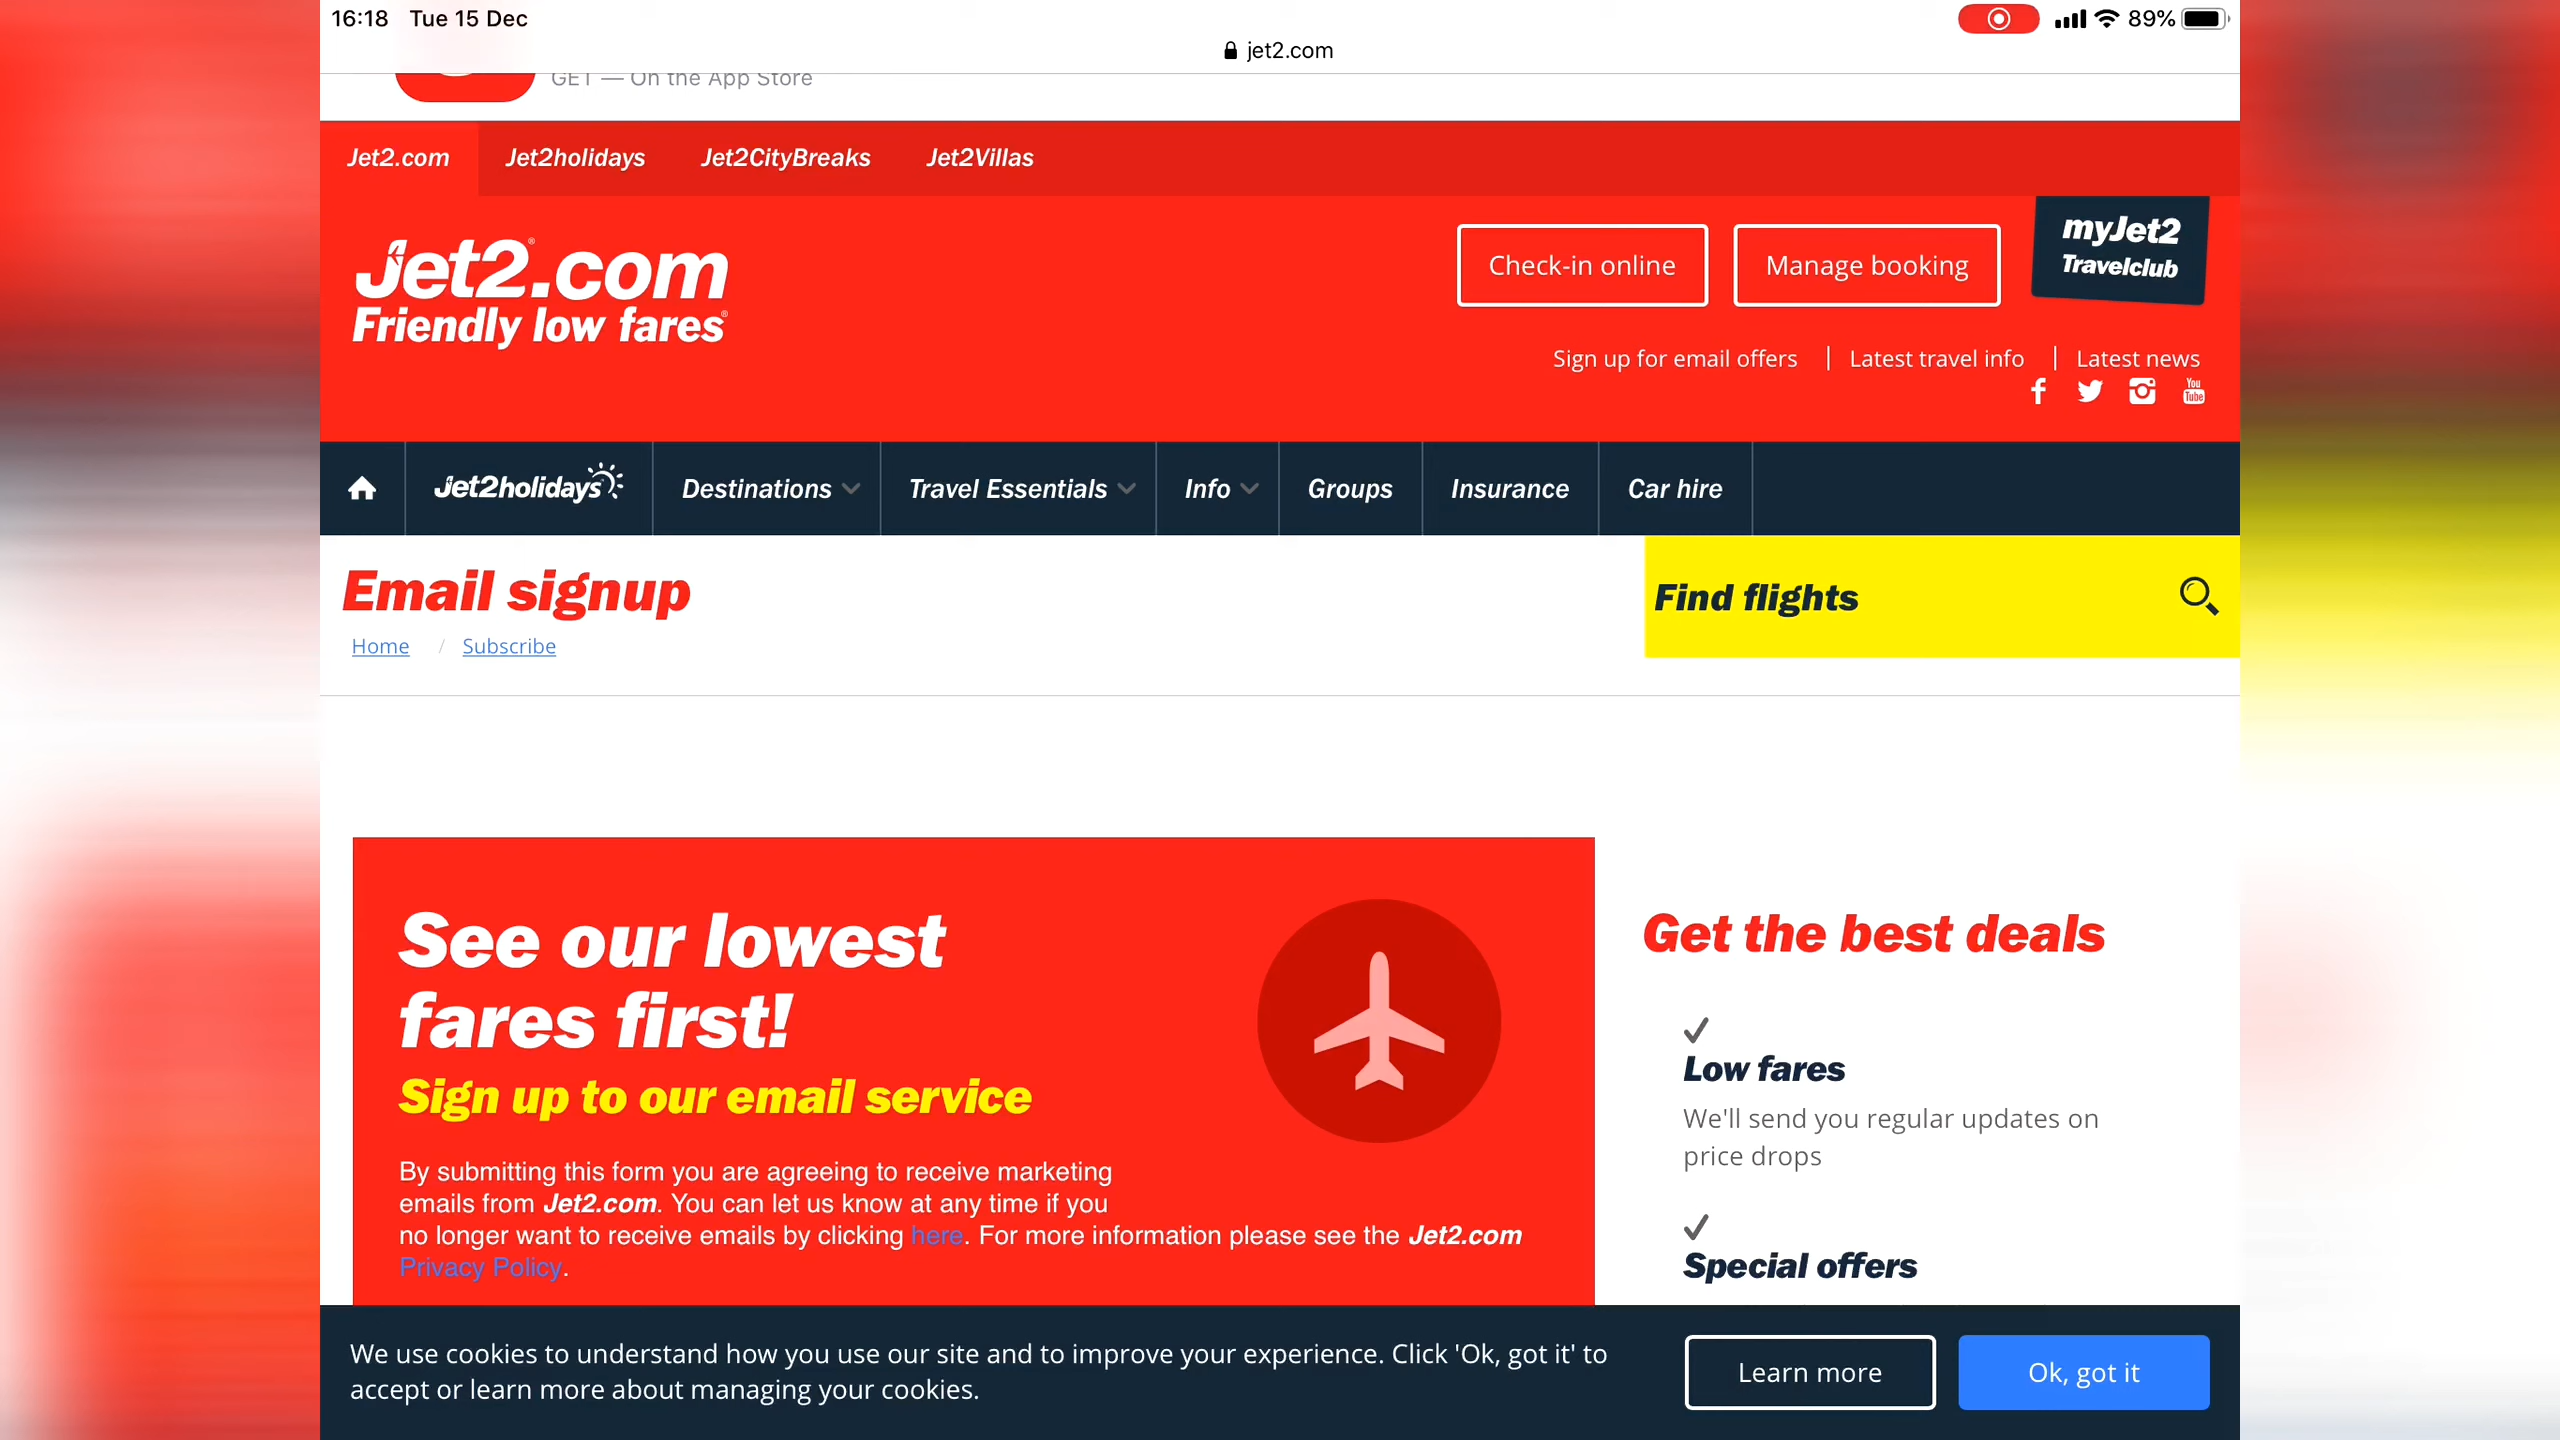 16:18 Tue 15 Dec
89%
jet2.com
GET — On the App Store
Jet2.com Jet2holidays Jet2CityBreaks Jet2Villas
Jet2.com
Friendly low fares
Check-in online Manage booking
myJet2
Travelclub
Sign up for email offers | Latest travel info | Latest news
You
Tube
Jet2holidays Destinations Travel Essentials Info Groups Insurance Car hire
Email signup
Find flights
Home / Subscribe
See our lowest
fares first!
Sign up to our email service
By submitting this form you are agreeing to receive marketing
emails from Jet2.com. You can let us know at any time if you
no longer want to receive emails by clicking here. For more information please see the Jet2.com
Privacy Policy.
Get the best deals
Low fares
We'll send you regular updates on
price drops
Special offers
We use cookies to understand how you use our site and to improve your experience. Click 'Ok, got it' to
accept or learn more about managing your cookies.
Learn more
Ok, got it